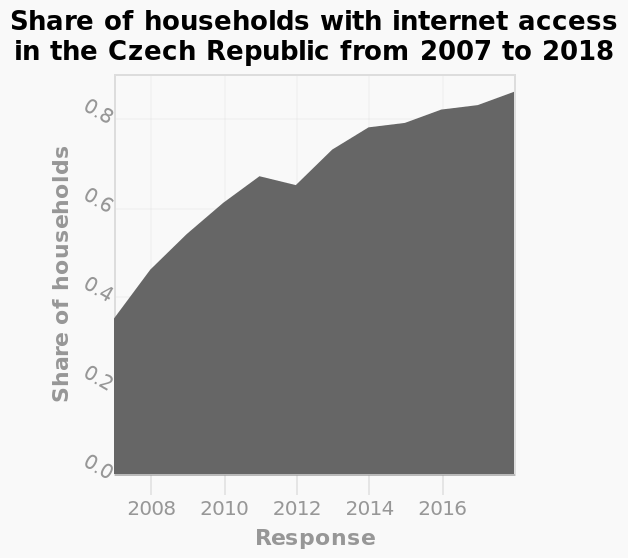 Share of households with internet access
in the Czech Republic from 2007 to 2018
Share of households
0.8
0.6
0.4
0.2
0.0
2008 2010 2012 2014 2016
Response